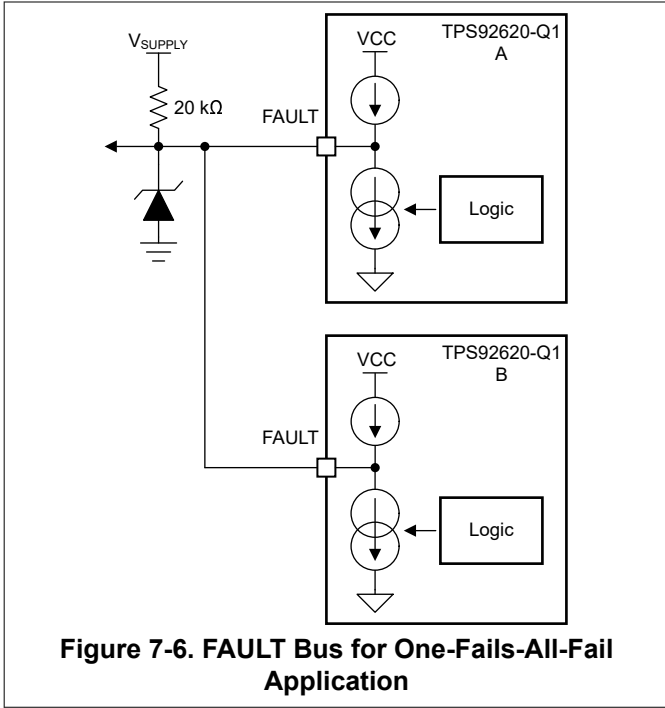 V_SUPPLY
20 kΩ
FAULT
VCC
TPS92620-Q1
A
Logic
FAULT
VCC
TPS92620-Q1
B
Logic
Figure 7-6. FAULT Bus for One-Fails-All-Fail
Application